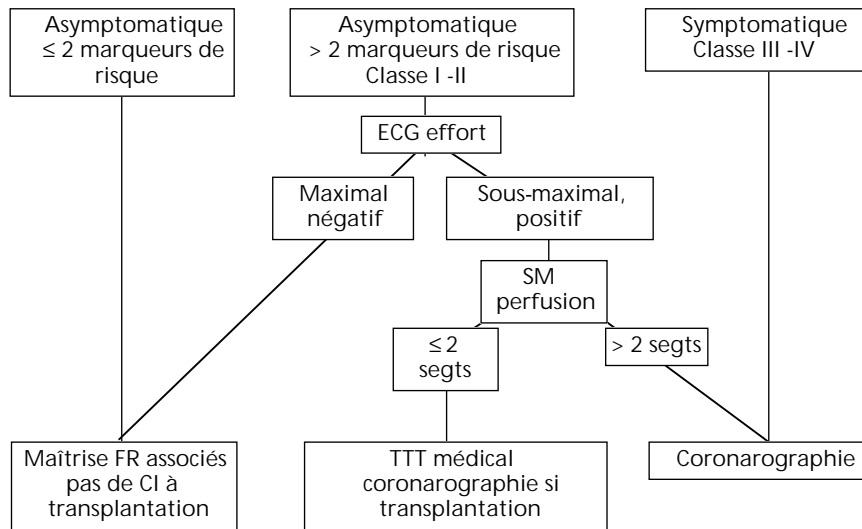 Asymptomatique
≤ 2 marqueurs de
risque
Asymptomatique
> 2 marqueurs de risque
Classe I -II
Symptomatique
Classe III -IV
ECG effort
Maximal
négatif
Sous-maximal,
positif
SM
perfusion
≤ 2
segts
> 2 segts
Maîtrise FR associés
pas de CI à
transplantation
TTT médical
coronarographie si
transplantation
Coronarographie